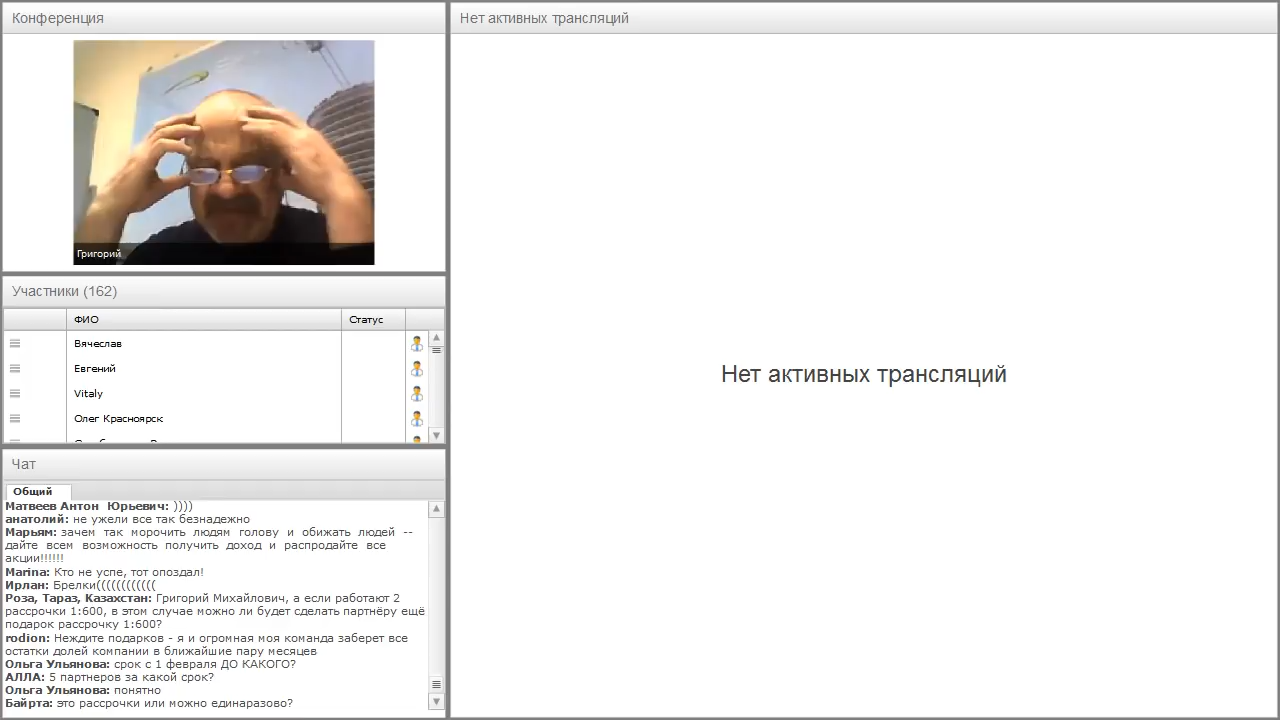 Конференция
Григорий
Участники (162)
ФИО
Статус
Вячеслав
Евгений
Vitaly
Олег Красноярск
Чат
Общий
Матвеев Антон Юрьевич: ))))
анатолий: не ужели все так безнадежно
Марьям: зачем так морочить людям голову и обижать людей --
дайте всем возможность получить доход и распродайте все
акции!!!!!!
Marina: Кто не успе, тот опоздал!
Ирлан: Брелки((((((((((((
Роза, Тараз, Казахстан: Григорий Михайлович, а если работают 2
рассрочки 1:600, в этом случае можно ли будет сделать партнёру ещё
подарок рассрочку 1:600?
rodion: Неждите подарков - я и огромная моя команда заберет все
остатки долей компании в ближайшие пару месяцев
Ольга Ульянова: срок с 1 февраля ДО КАКОГО?
АЛЛА: 5 партнеров за какой срок?
Ольга Ульянова: понятно
Байрта: это рассрочки или можно единаразово?
Нет активных трансляций
Нет активных трансляций